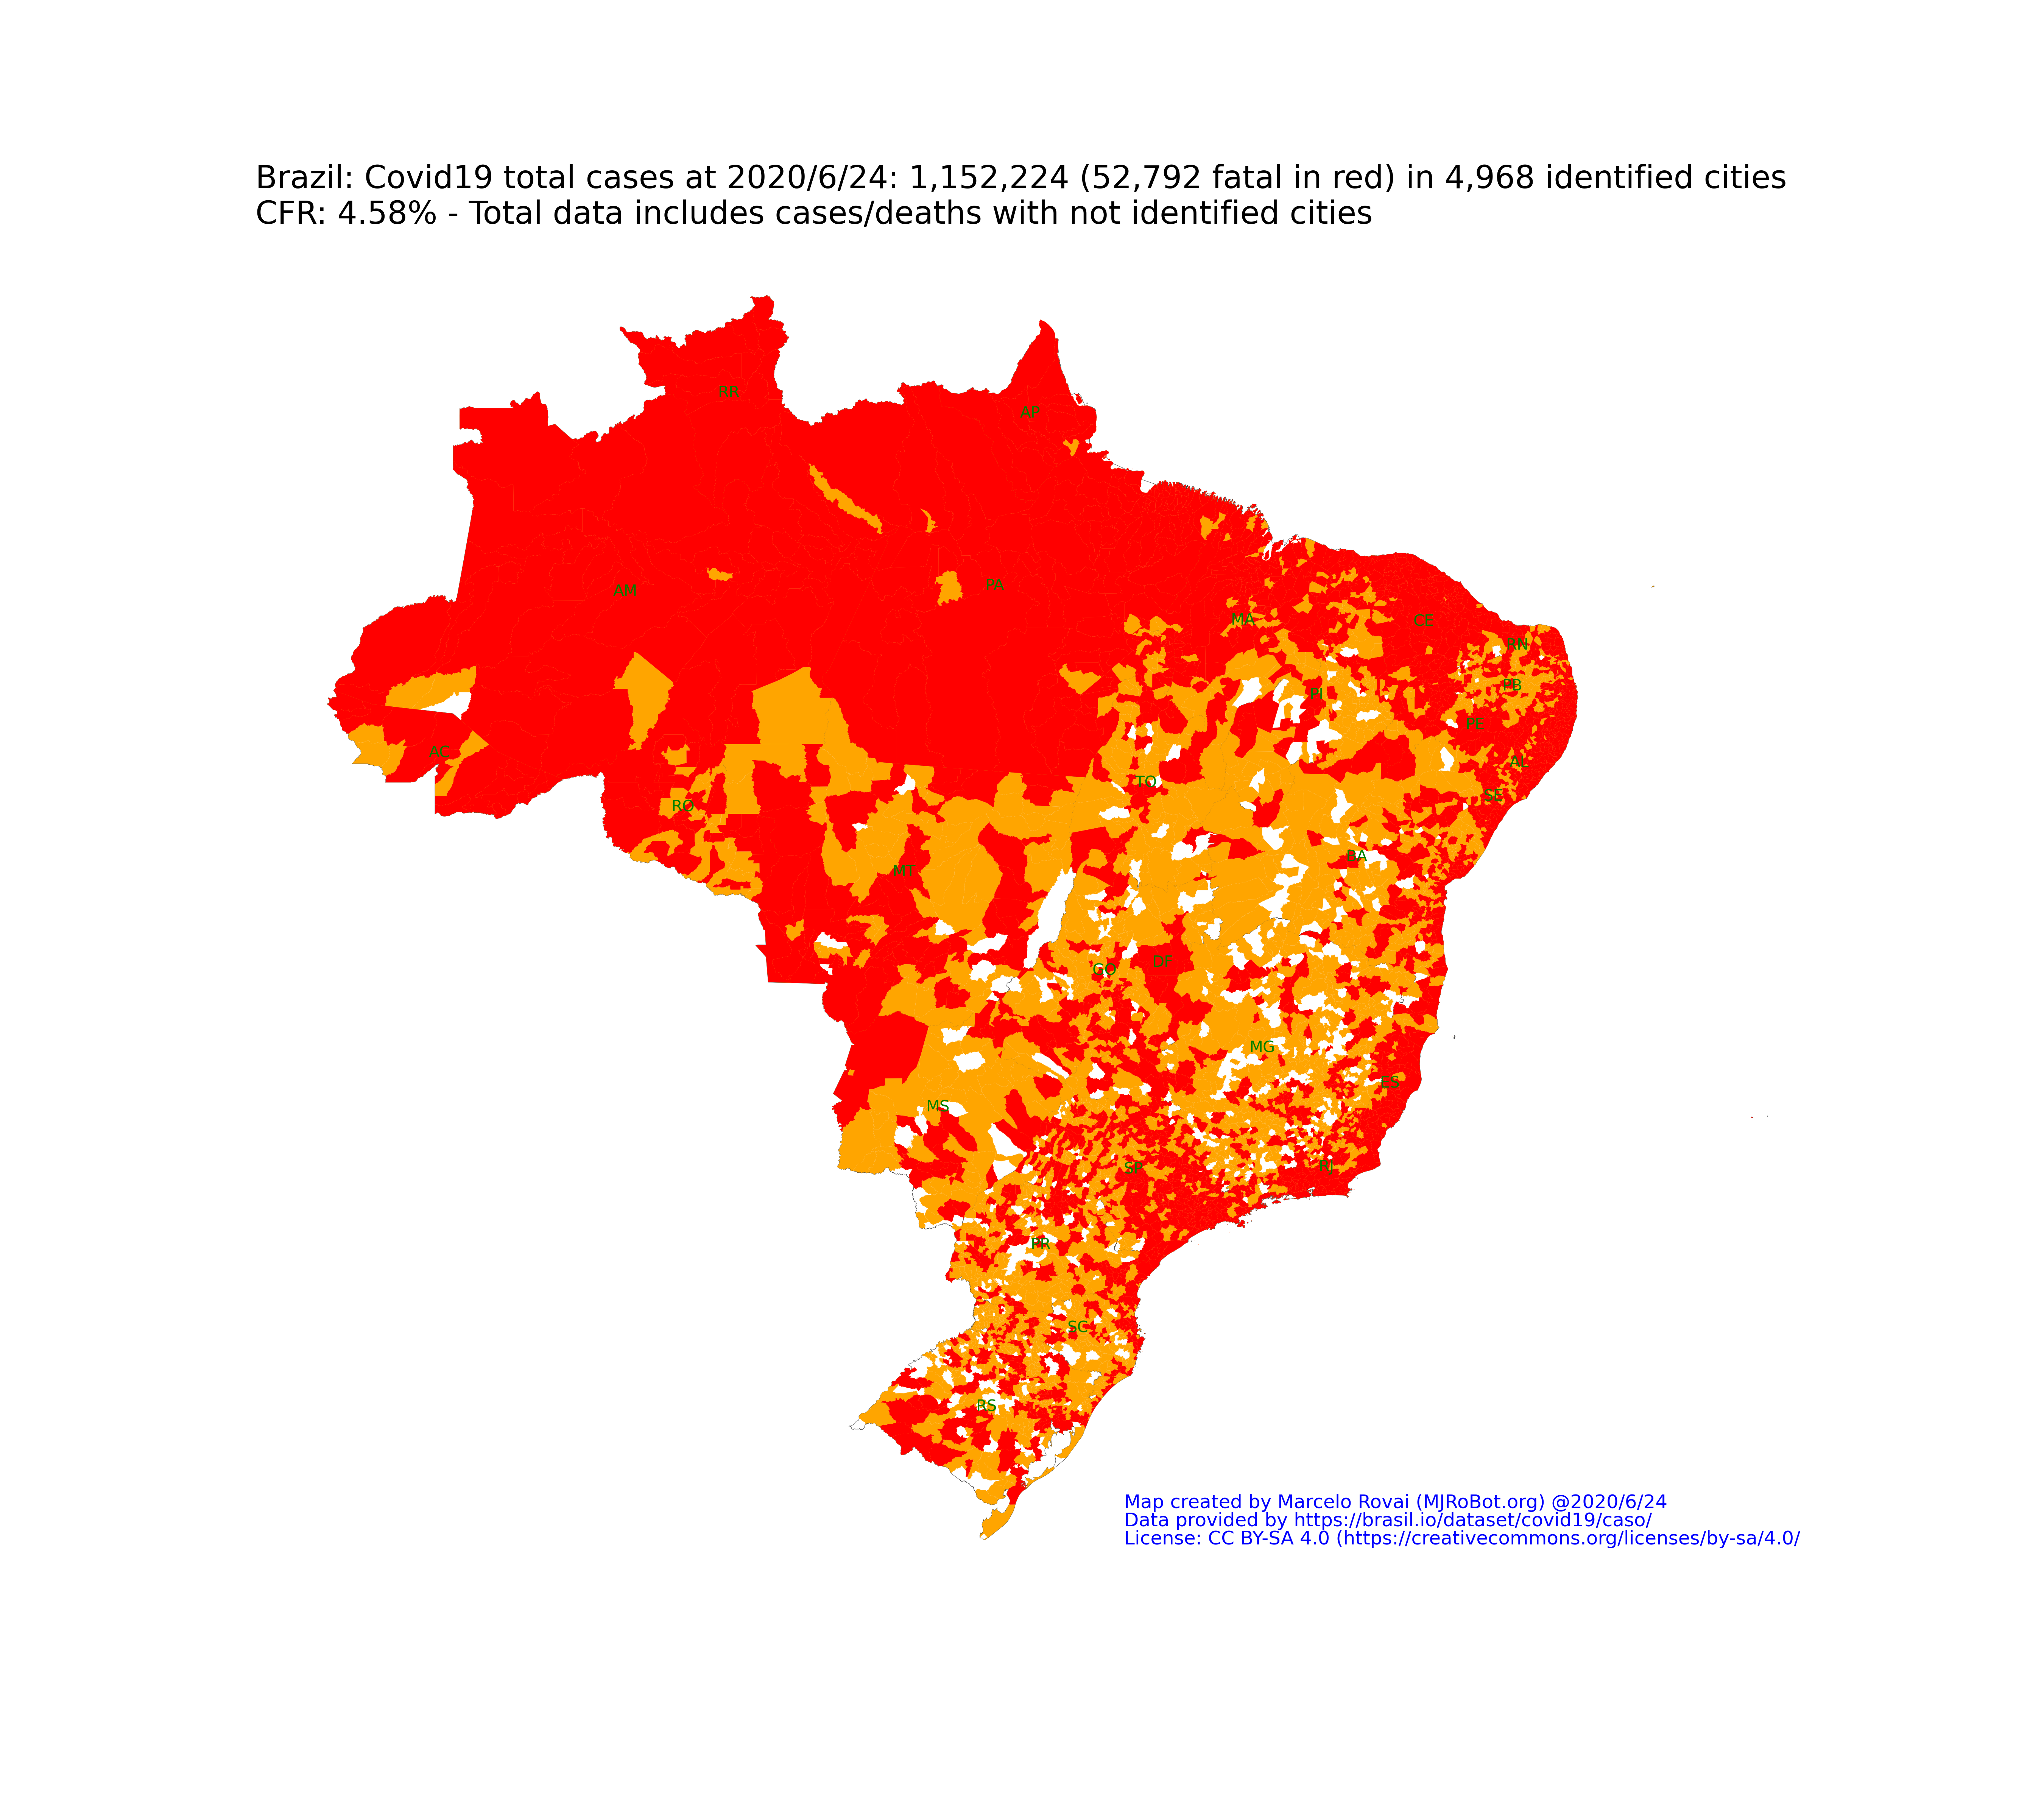 Brazil: Covid19 total cases at 2020/6/24: 1,152,224 (52,792 fatal in red) in 4,968 identified cities
CFR: 4.58% - Total data includes cases/deaths with not identified cities
RR
AP
AM
PA
MA
CE
RN
PB
PI
PE
AC
AL
TO
SE
RO
BA
MT
DF
GO
MG
ES
MS
SP
RJ
PR
SC
RS
Map created by Marcelo Rovai (MJRoBot.org) @2020/6/24
Data provided by https://brasil.io/dataset/covid19/caso/
License: CC BY-SA 4.0 (https://creativecommons.org/licenses/by-sa/4.0/